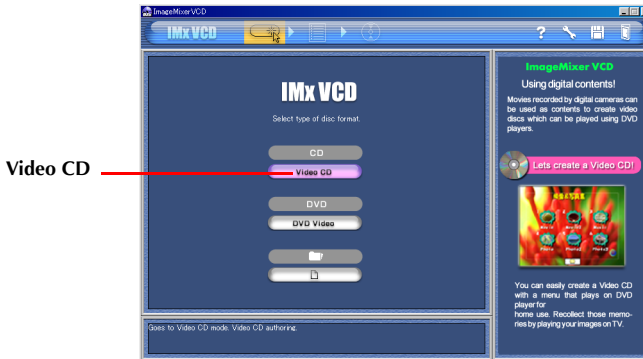 ImageMixerVCD
IMx VCD
?
IMx VCD
Select type of disc format.
CD
Video CD
DVD
DVD Video
Goes to Video CD mode. Video CD authoring.
ImageMixer VCD
Using digital contents!
Movies recorded by digital cameras can
be used as contents to create video
discs which can be played using DVD
players.
Lets create a Video CD!
You can easily create a Video CD
with a menu that plays on DVD
player for
home use. Recollect those memo-
ries by playing your images on TV.
Video CD